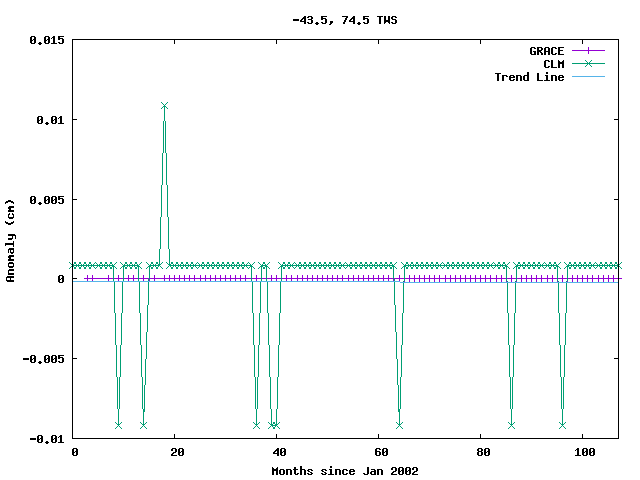 -43.5, 74.5 TWS
0.015
GRACE
CLM
Trend Line
0.01
0.005
Anomaly (cm)
0
-0.005
-0.01
0 20 40 60 80 100
Months since Jan 2002